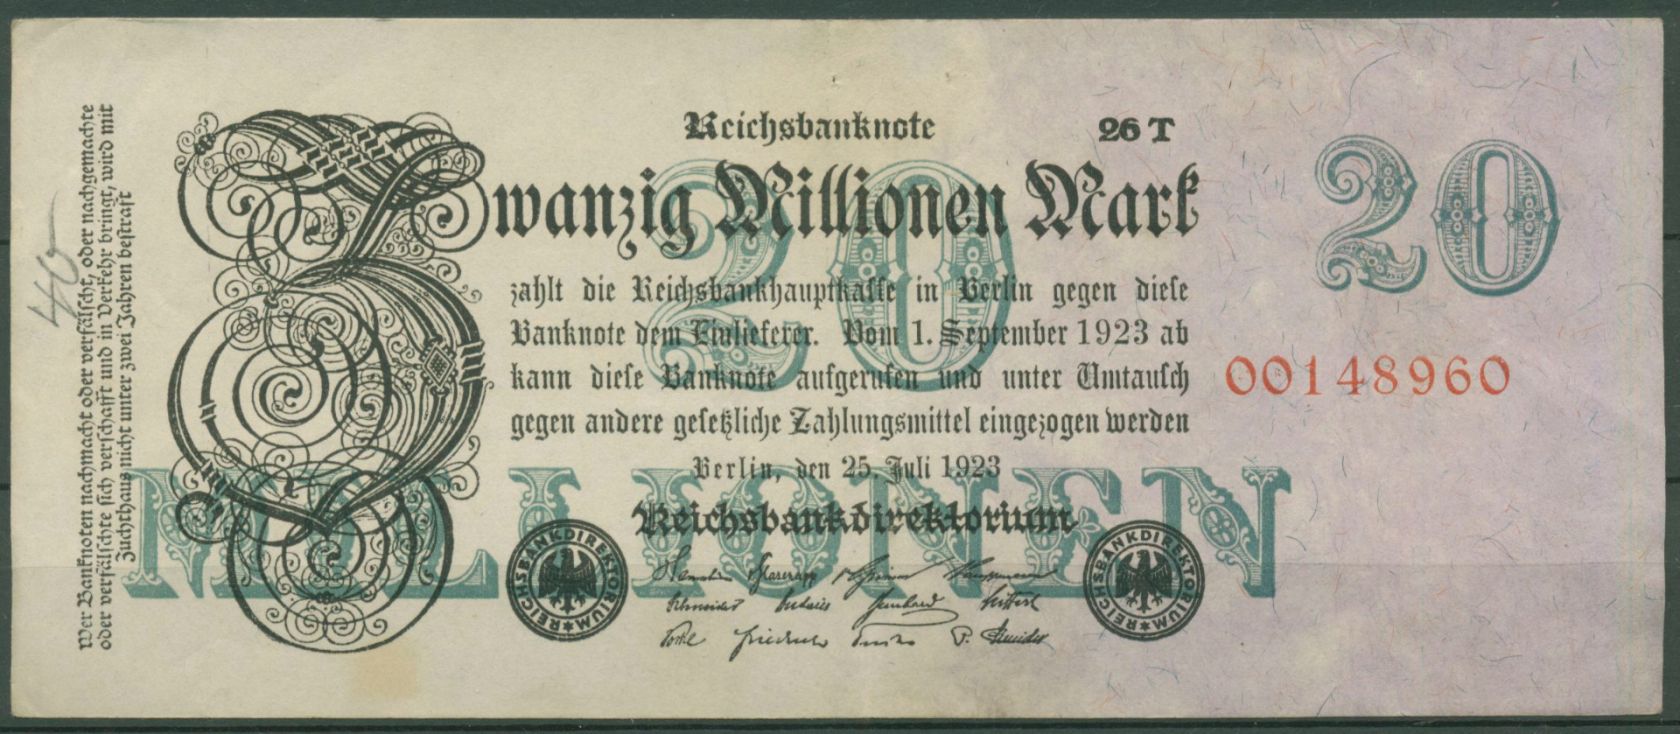 Reichsbanknote 26 T
Zwanzig Millionen Mark
20
20
zahlt die Reichsbankhauptkasse in Berlin gegen diese
Banknote dem Einlieferer. Vom 1. September 1923 ab
kann diese Banknote aufgerufen und unter Umtausch
gegen andere gesetzliche Zahlungsmittel eingezogen werden
00148960
Berlin, den 25. Juli 1923
Reichsbankdirektorium
MILLIONEN
REICHSBANKDIREKTORIUM
REICHSBANKDIREKTORIUM
Wer Banknoten nachmacht oder verfälscht, oder nachgemachte
oder verfälschte sich verschafft und in Verkehr bringt, wird mit
Zuchthaus nicht unter zwei Jahren bestraft
40